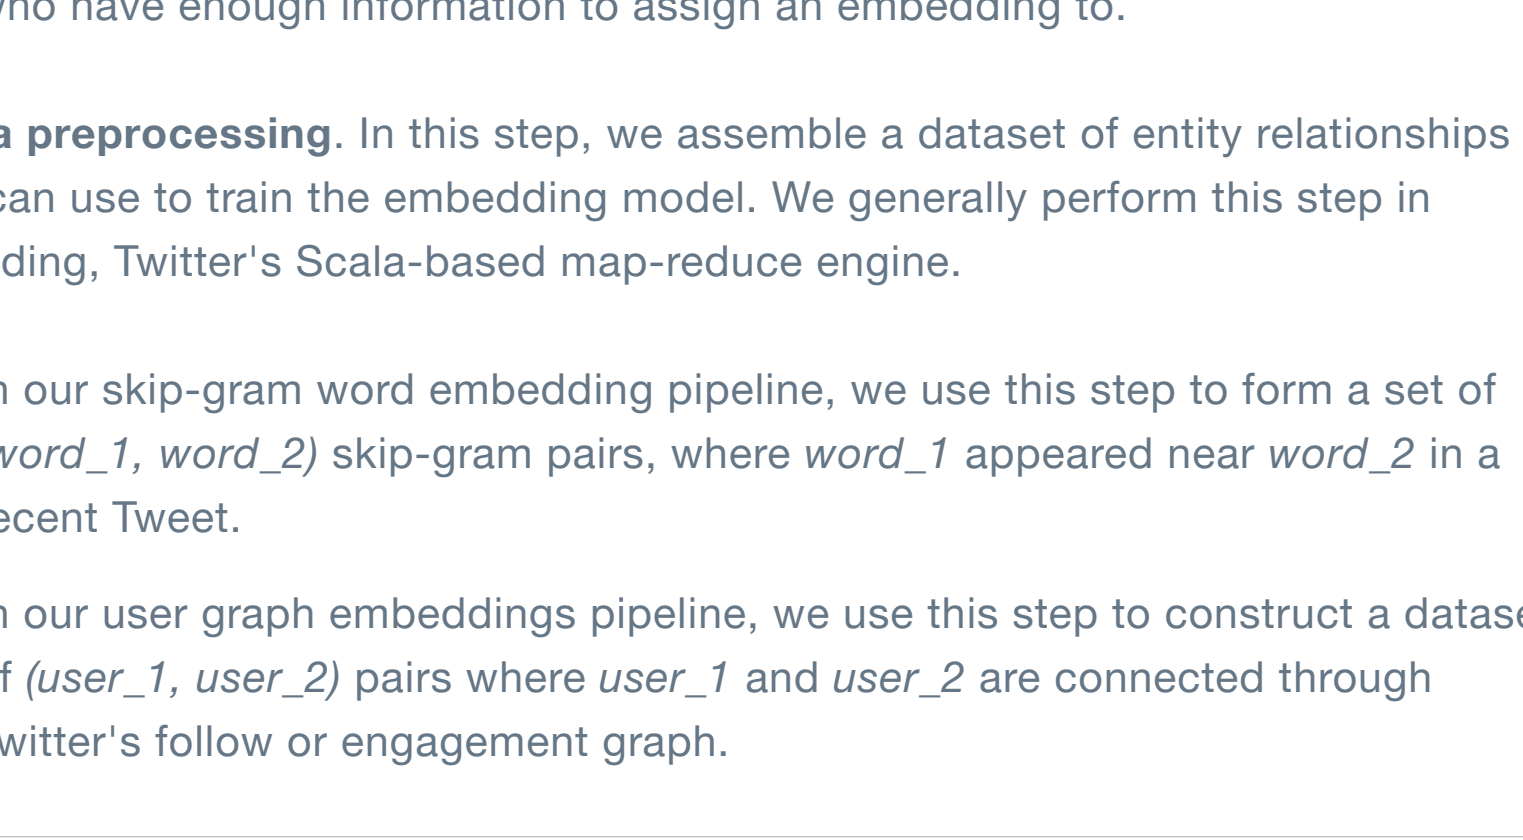 who have enough information to assign an embedding to.
a preprocessing. In this step, we assemble a dataset of entity relationships
can use to train the embedding model. We generally perform this step in
ding, Twitter's Scala-based map-reduce engine.
n our skip-gram word embedding pipeline, we use this step to form a set of
word_1, word_2) skip-gram pairs, where word_1 appeared near word_2 in a
ecent Tweet.
n our user graph embeddings pipeline, we use this step to construct a datase
f (user_1, user_2) pairs where user_1 and user_2 are connected through
witter's follow or engagement graph.